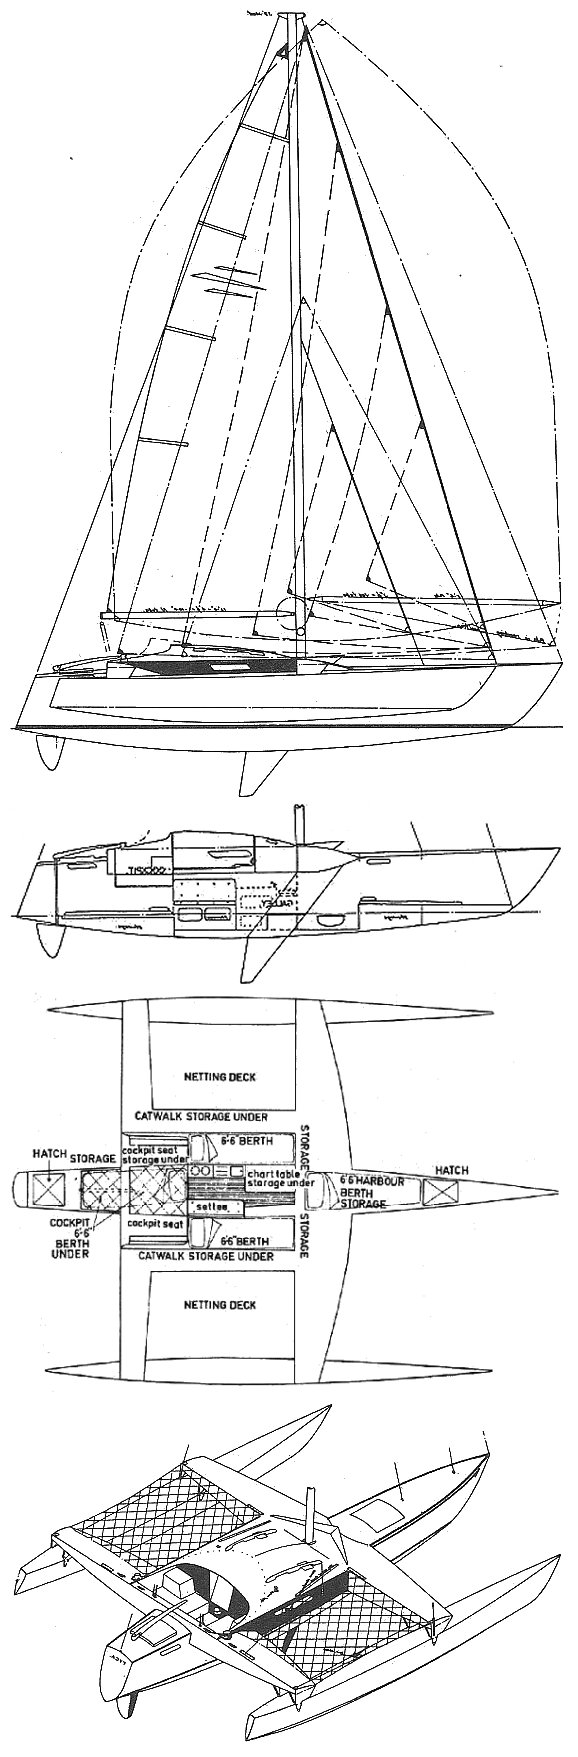 COCKPIT
GALLEY
NETTING DECK
CATWALK STORAGE UNDER
HATCH
STORAGE
cockpit seat
storage under
6'6" BERTH
STORAGE
chart table
storage under
6'6 HARBOUR
BERTH
STORAGE
HATCH
COCKPIT
6'6"
BERTH
UNDER
cockpit seat
settee
6'6" BERTH
STORAGE
CATWALK STORAGE UNDER
NETTING DECK